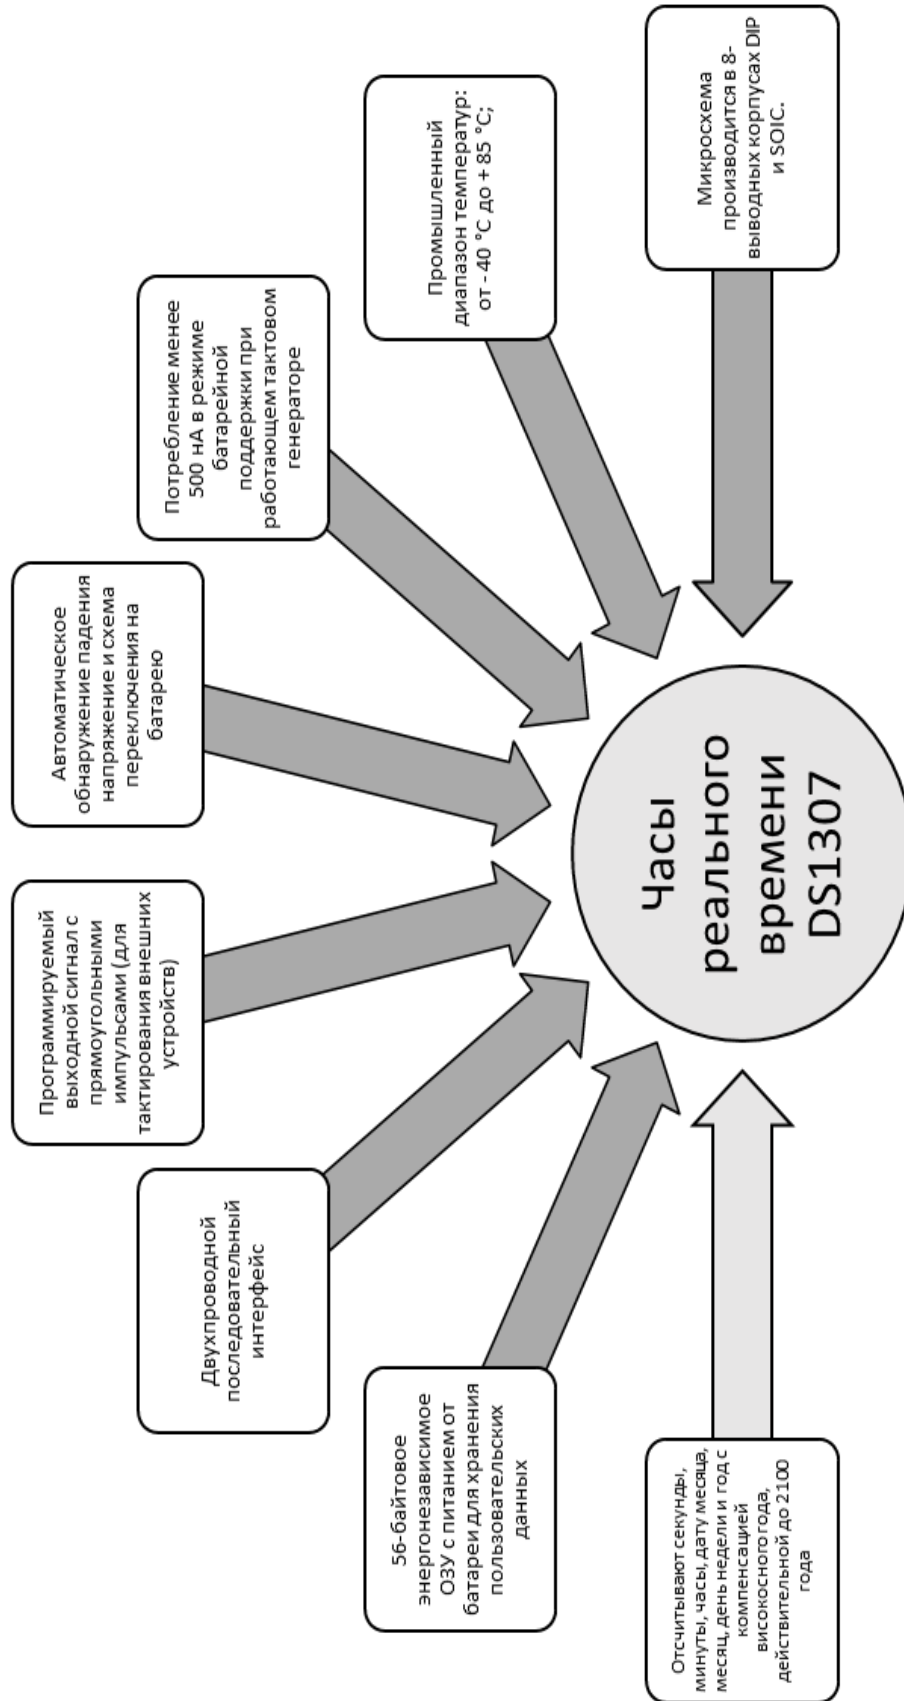 Отсчитывают секунды,
минуты, часы, дату месяца,
месяц, день недели и год с
компенсацией
високосного года,
действительной до 2100
года
56-байтовое
энергонезависимое
ОЗУ с питанием от
батареи для хранения
пользовательских
данных
Двухпроводной
последовательный
интерфейс
Программируемый
выходной сигнал с
прямоугольными
импульсами (для
тактирования внешних
устройств)
Автоматическое
обнаружение падения
напряжение и схема
переключения на
батарею
Потребление менее
500 нА в режиме
батарейной
поддержки при
работающем тактовом
генераторе
Промышленный
диапазон температур:
от - 40 °C до + 85 °C;
Микросхема
производится в 8-
выводных корпусах DIP
и SOIC.
Часы
реального
времени
DS1307